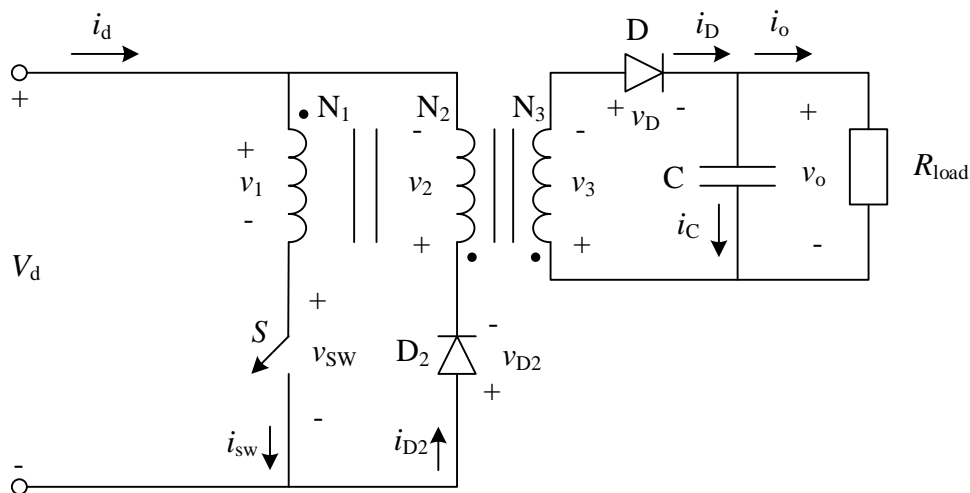 i_d
D
i_D
i_o
+
N_1
N_2
N_3
+
v_D
-
+
v_1
-
-
v_2
+
-
v_3
+
C
i_C
+
v_o
-
R_load
V_d
S
+
v_SW
-
D_2
-
v_D2
+
i_sw
i_D2
-